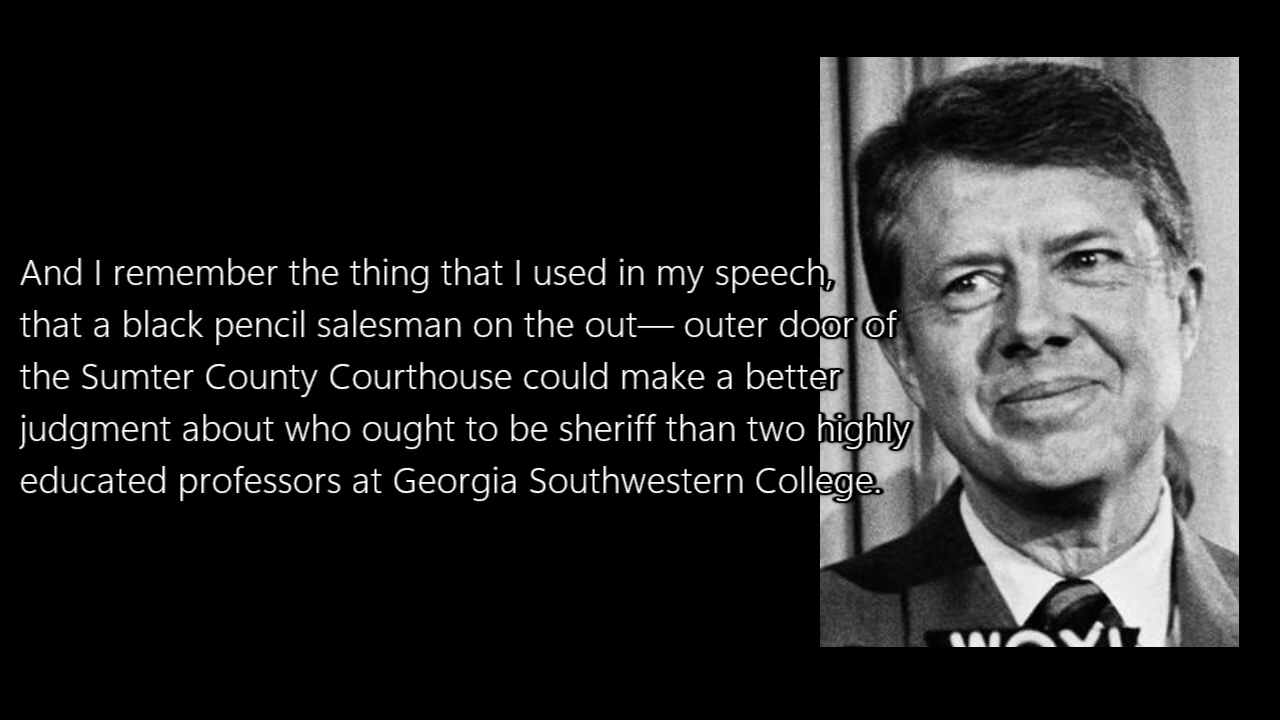 And I remember the thing that I used in my speech,
that a black pencil salesman on the out— outer door of
the Sumter County Courthouse could make a better
judgment about who ought to be sheriff than two highly
educated professors at Georgia Southwestern College.